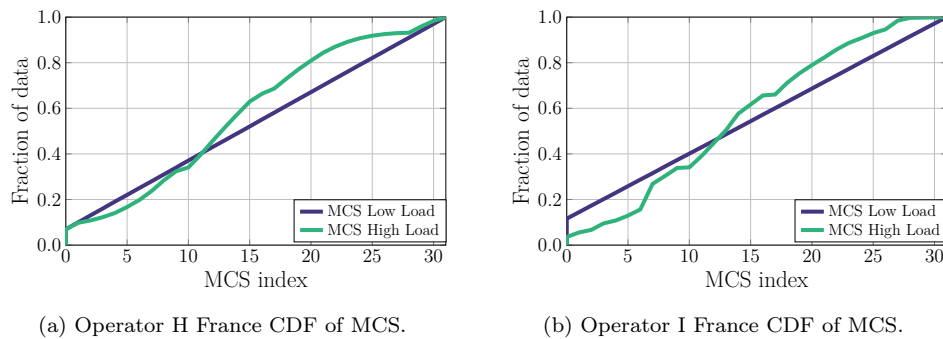 1.0
0.8
0.6
0.4
0.2
0.0
Fraction of data
0 5 10 15 20 25 30
MCS index
MCS Low Load
MCS High Load
(a) Operator H France CDF of MCS.
1.0
0.8
0.6
0.4
0.2
0.0
Fraction of data
0 5 10 15 20 25 30
MCS index
MCS Low Load
MCS High Load
(b) Operator I France CDF of MCS.